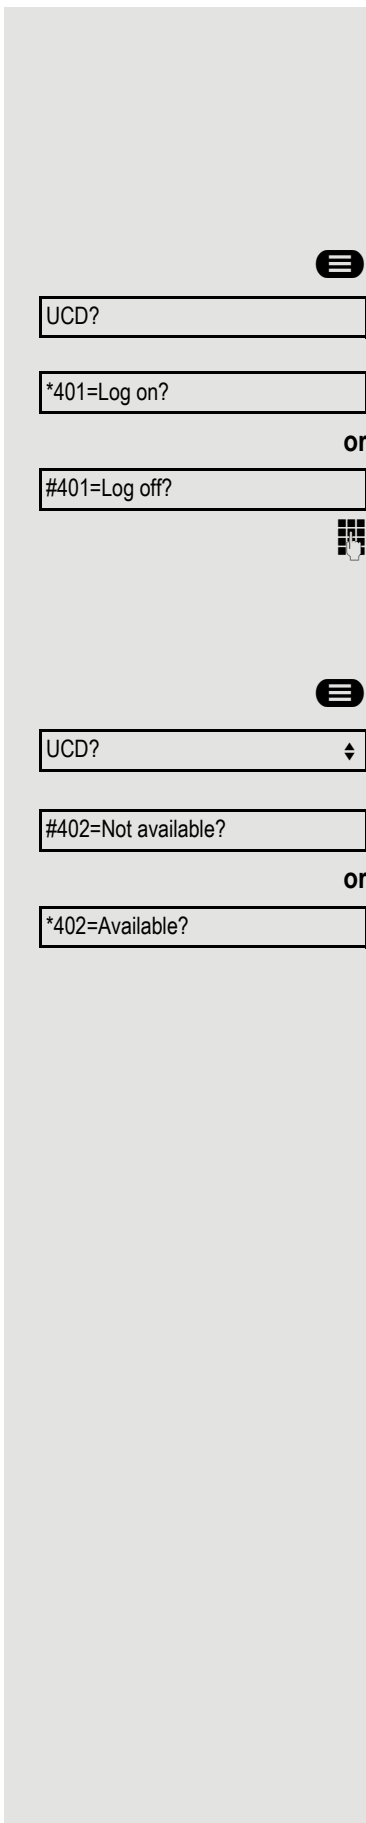 UCD?
*401=Log on?
or
#401=Log off?
UCD?
#402=Not available?
or
*402=Available?